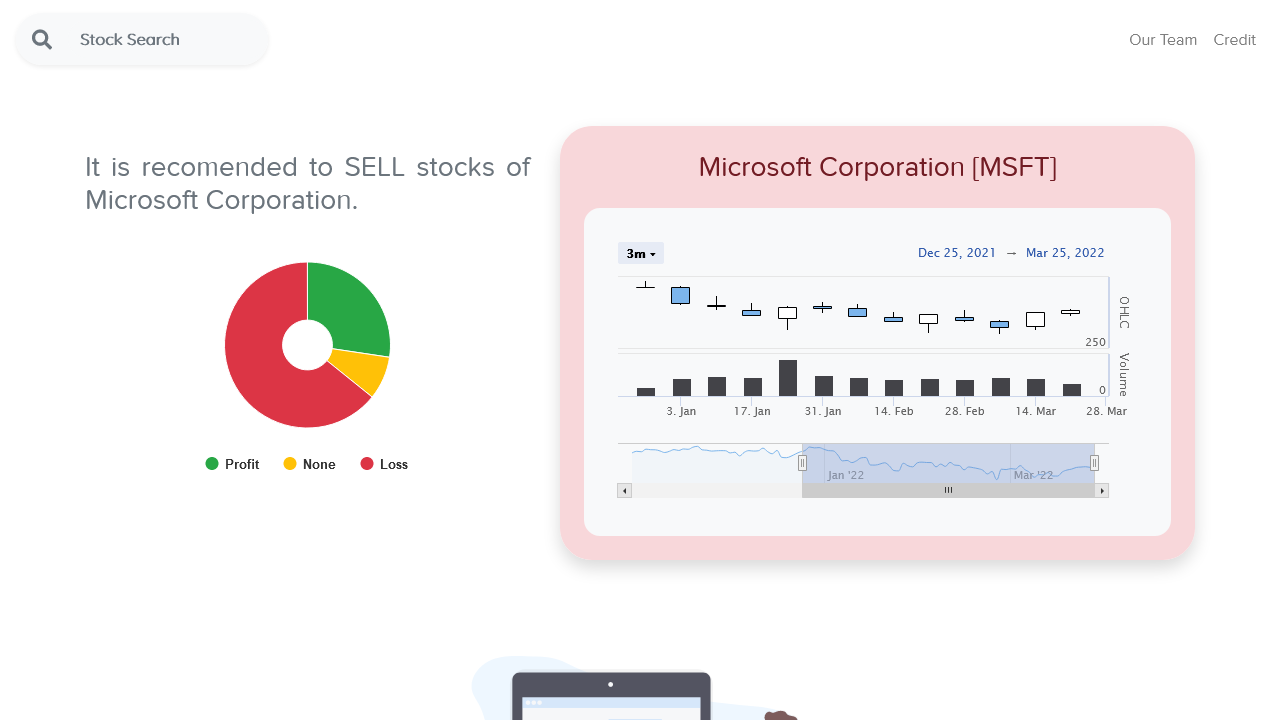 Stock Search
Our Team
Credit
It is recomended to SELL stocks of
Microsoft Corporation.
Profit
None
Loss
Microsoft Corporation [MSFT]
3m
Dec 25, 2021 → Mar 25, 2022
OHLC
250
Volume
0
3. Jan
17. Jan
31. Jan
14. Feb
28. Feb
14. Mar
28. Mar
Jan '22
Mar '22